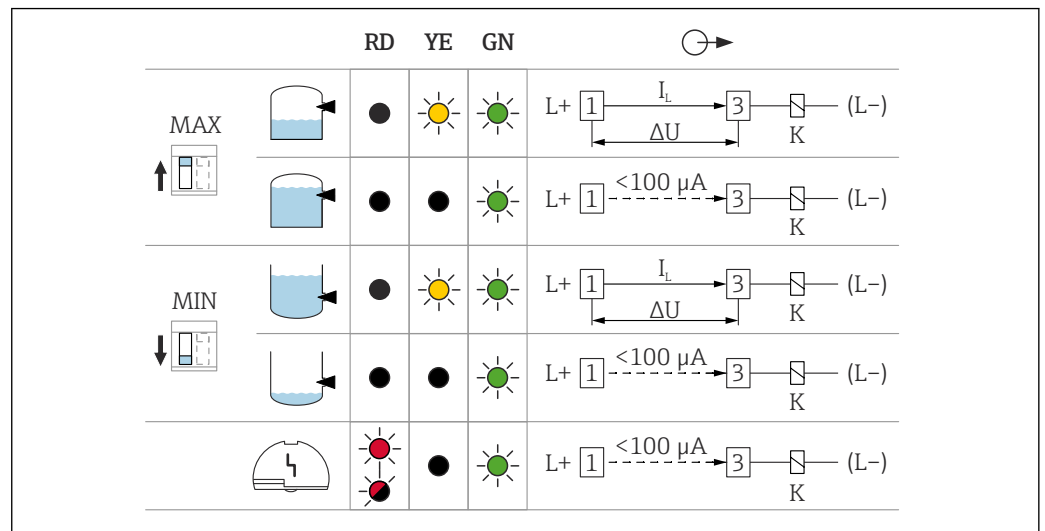 RD YE GN
MAX
L+ 1 I_L 3 (L–)
ΔU K
L+ 1 <100 µA 3 (L–)
K
MIN
L+ 1 I_L 3 (L–)
ΔU K
L+ 1 <100 µA 3 (L–)
K
L+ 1 <100 µA 3 (L–)
K